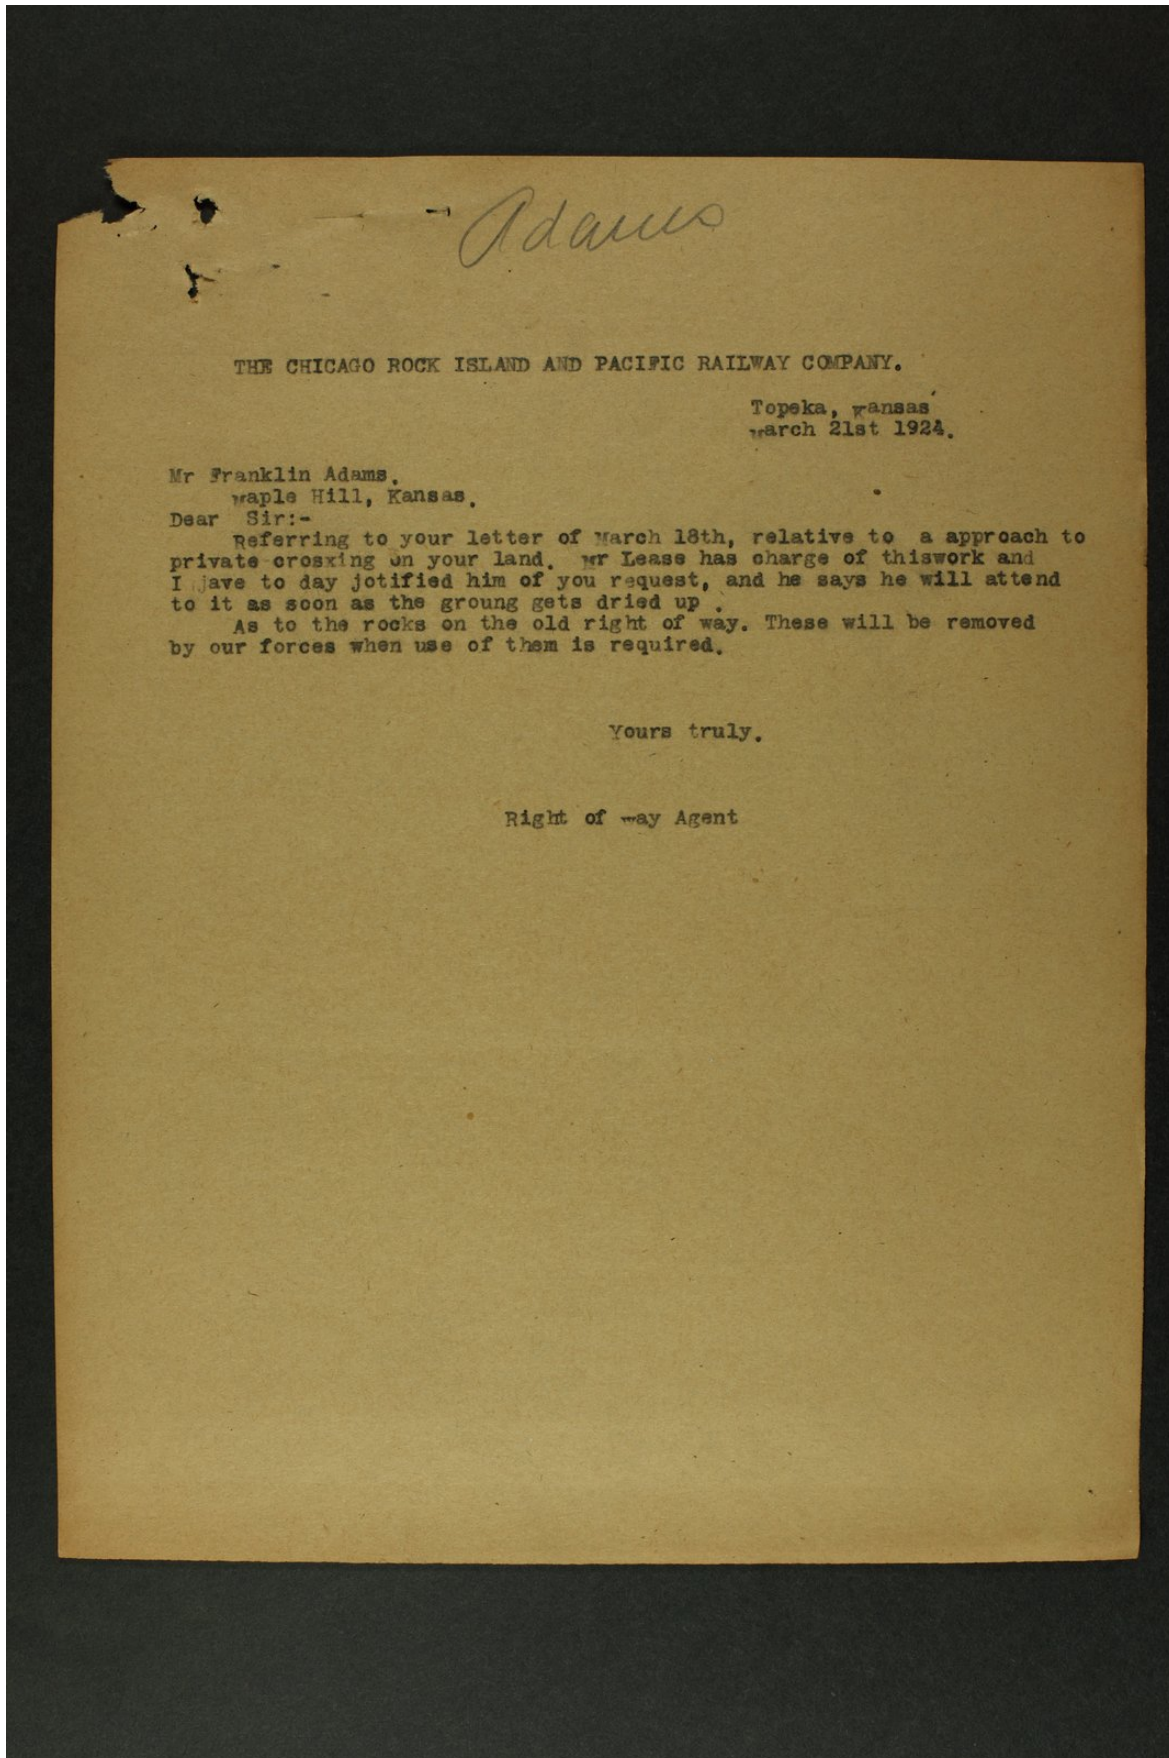 Adams
THE CHICAGO ROCK ISLAND AND PACIFIC RAILWAY COMPANY.
Topeka, Kansas
March 21st 1924.
Mr Franklin Adams.
Maple Hill, Kansas.
Dear Sir:-
Referring to your letter of March 18th, relative to a approach to
private crosxing on your land. Mr Lease has charge of thiswork and
I jave to day jotified him of you request, and he says he will attend
to it as soon as the groung gets dried up .
As to the rocks on the old right of way. These will be removed
by our forces when use of them is required.
Yours truly.
Right of way Agent